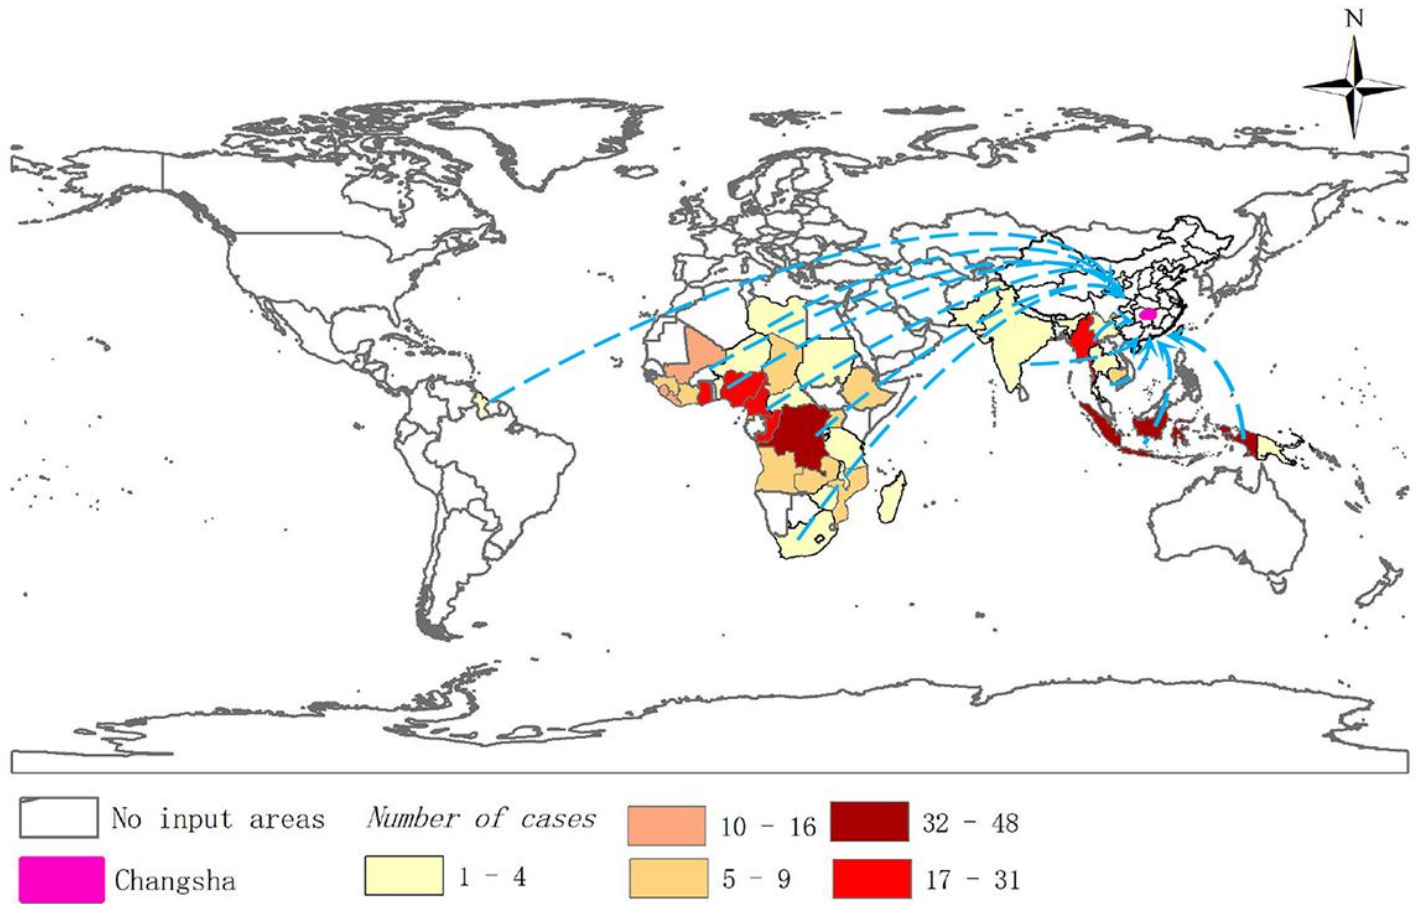 N
No input areas
Number of cases
10 - 16
32 - 48
Changsha
1 - 4
5 - 9
17 - 31